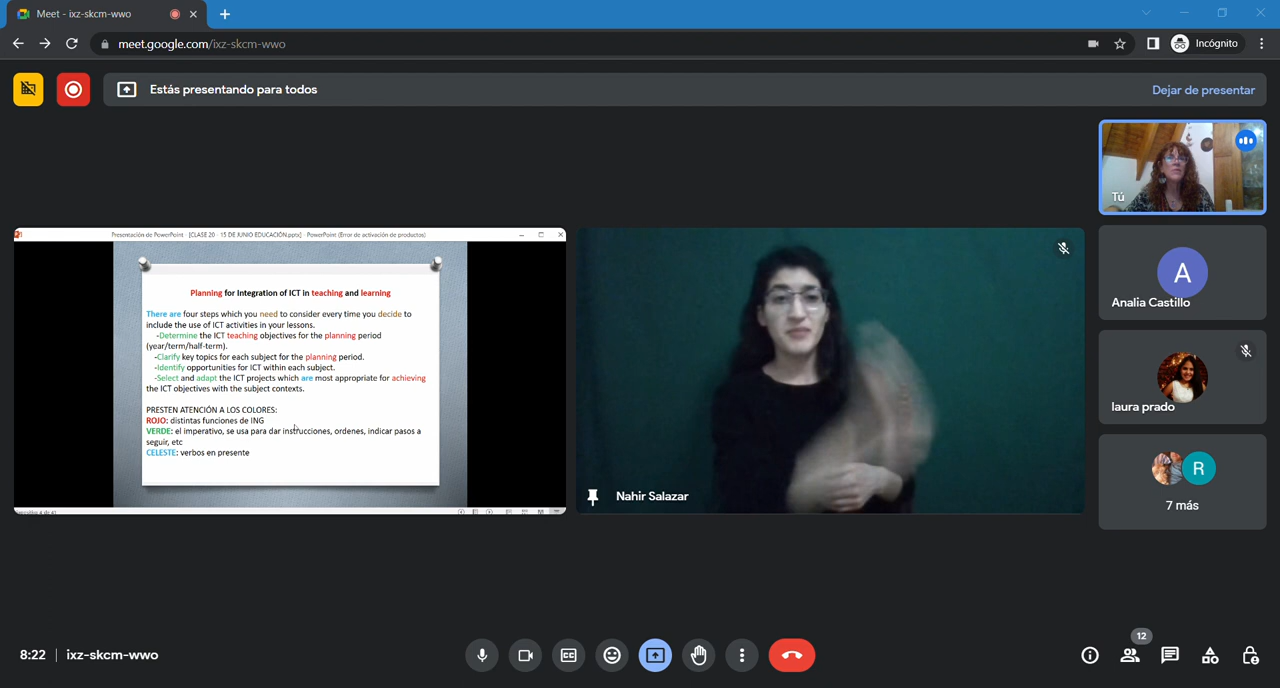 Meet - ixz-skcm-wwo
meet.google.com/ixz-skcm-wwo
Incógnito
Estás presentando para todos
Dejar de presentar
Presentación de PowerPoint - [CLASE 20 - 15 DE JUNIO EDUCACIÓN.pptx] - PowerPoint (Error de activación de productos)
Planning for Integration of ICT in teaching and learning
There are four steps which you need to consider every time you decide to
include the use of ICT activities in your lessons.
-Determine the ICT teaching objectives for the planning period
(year/term/half-term).
-Clarify key topics for each subject for the planning period.
-Identify opportunities for ICT within each subject.
-Select and adapt the ICT projects which are most appropriate for achieving
the ICT objectives with the subject contexts.
PRESTEN ATENCIÓN A LOS COLORES:
ROJO: distintas funciones de ING
VERDE: el imperativo, se usa para dar instrucciones, ordenes, indicar pasos a
seguir, etc
CELESTE: verbos en presente
Nahir Salazar
Tú
A
Analia Castillo
laura prado
R
7 más
8:22
ixz-skcm-wwo
12